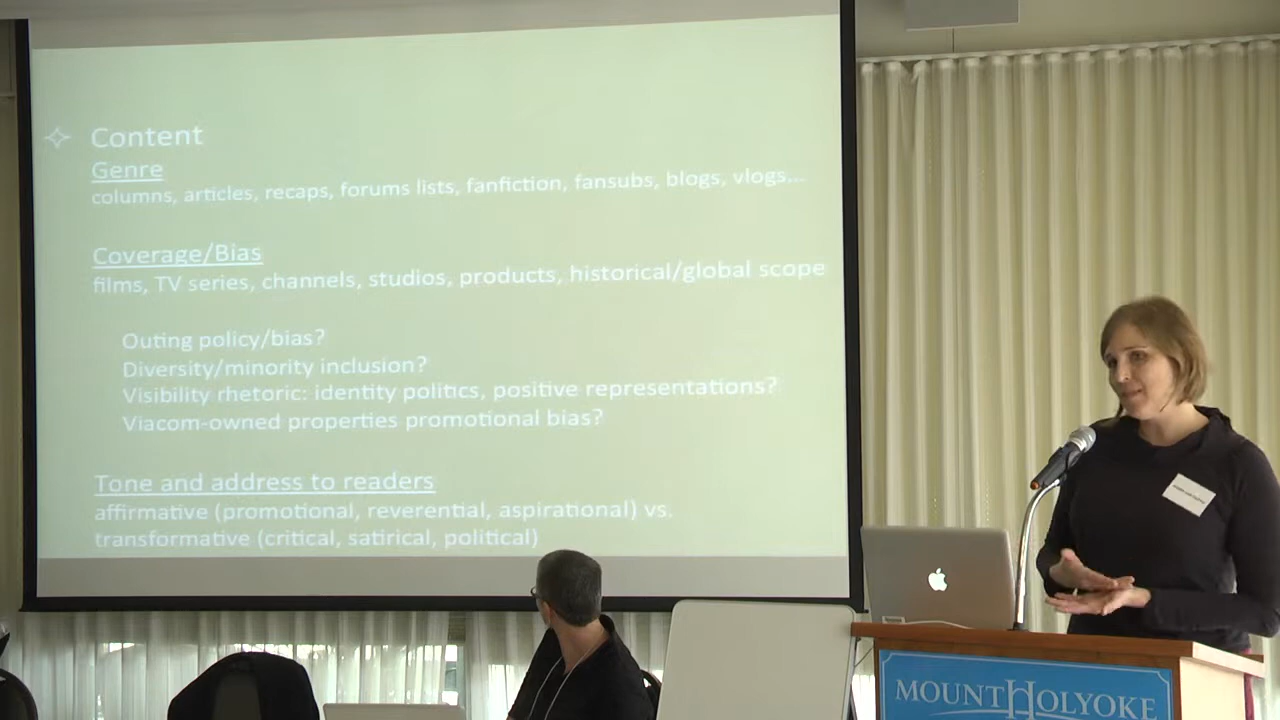 Content
Genre
columns, articles, recaps, forums lists, fanfiction, fansubs, blogs, vlogs...
Coverage/Bias
films, TV series, channels, studios, products, historical/global scope
Outing policy/bias?
Diversity/minority inclusion?
Visibility rhetoric: identity politics, positive representations?
Viacom-owned properties promotional bias?
Tone and address to readers
affirmative (promotional, reverential, aspirational) vs.
transformative (critical, satirical, political)
MOUNT HOLYOKE